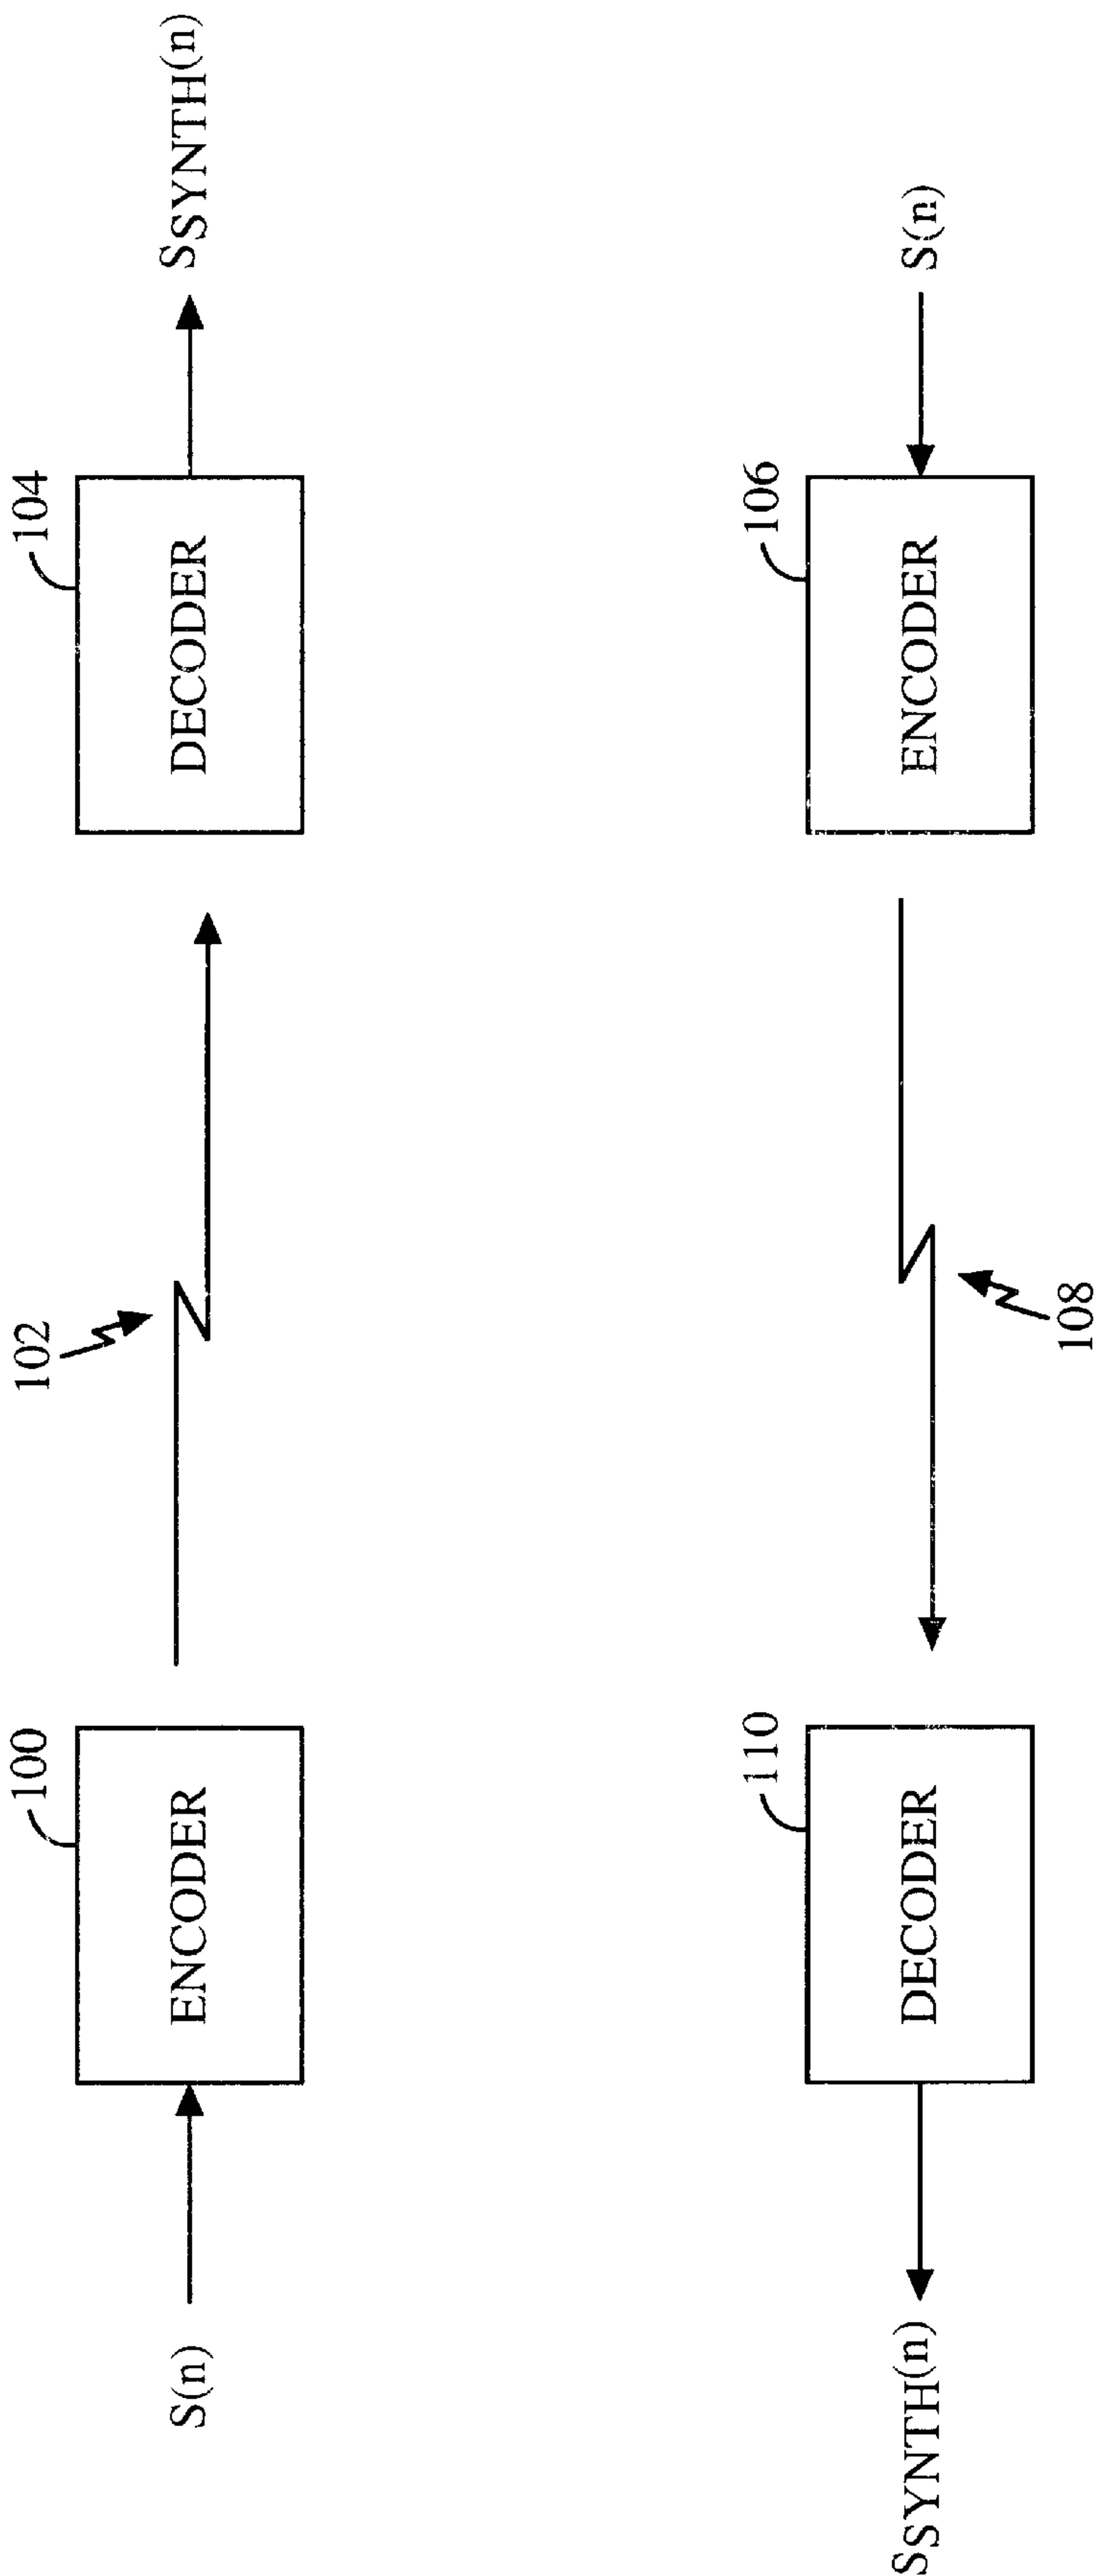 100
102
104
S(n)
ENCODER
DECODER
SSYNTH(n)
110
106
SSYNTH(n)
DECODER
ENCODER
S(n)
108